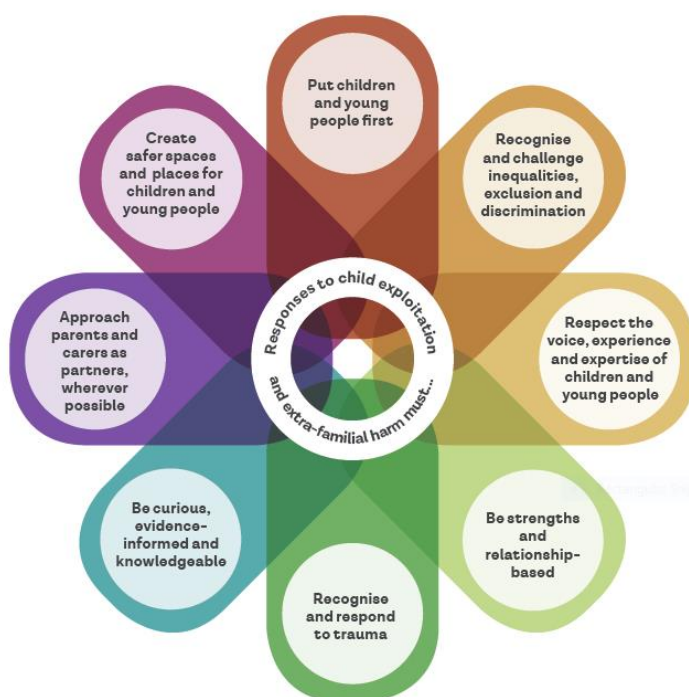 Put children
and young
people first
Recognise
and challenge
inequalities,
exclusion and
discrimination
Respect the
voice, experience
and expertise of
children and
young people
Be strengths
and
relationship-
based
Recognise
and respond
to trauma
Be curious,
evidence-
informed and
knowledgeable
Approach
parents and
carers as
partners,
wherever
possible
Create
safer spaces
and places for
children and
young people
Responses to child exploitation
and extra-familial harm must...